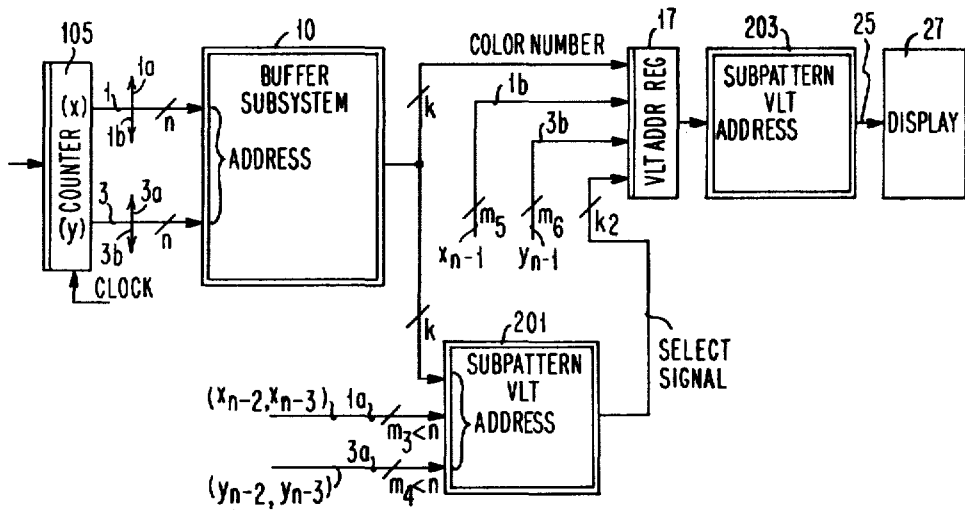 105
10
17
203
25
27
COUNTER
(x)
(y)
1
1a
1b
n
3
3a
3b
n
CLOCK
BUFFER
SUBSYSTEM
ADDRESS
k
COLOR NUMBER
1b
3b
m5
m6
xn-1
yn-1
k2
VLT ADDR REG
SUBPATTERN
VLT
ADDRESS
DISPLAY
k
201
SUBPATTERN
VLT
ADDRESS
SELECT
SIGNAL
(xn-2, xn-3)
1a
m3<n
3a
m4<n
(yn-2, yn-3)